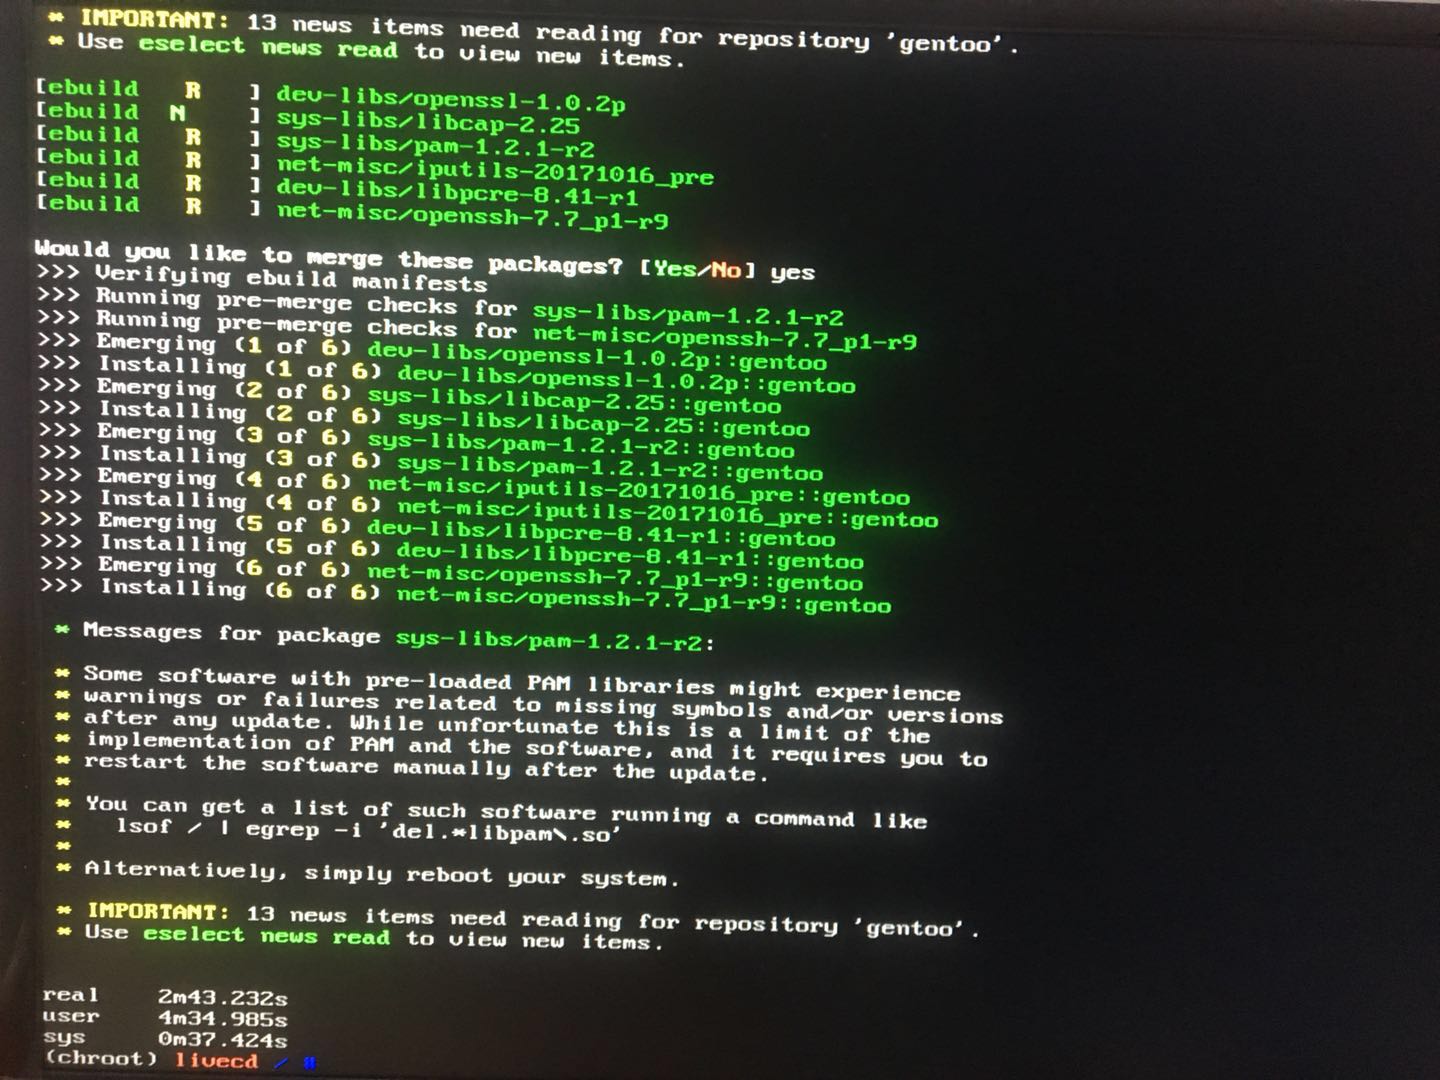 * IMPORTANT: 13 news items need reading for repository 'gentoo'.
* Use eselect news read to view new items.
[ebuild   R    ] dev-libs/openssl-1.0.2p
[ebuild  N     ] sys-libs/libcap-2.25
[ebuild   R    ] sys-libs/pam-1.2.1-r2
[ebuild   R    ] net-misc/iputils-20171016_pre
[ebuild   R    ] dev-libs/libpcre-8.41-r1
[ebuild   R    ] net-misc/openssh-7.7_p1-r9
Would you like to merge these packages? [Yes/No] yes
>>> Verifying ebuild manifests
>>> Running pre-merge checks for sys-libs/pam-1.2.1-r2
>>> Running pre-merge checks for net-misc/openssh-7.7_p1-r9
>>> Emerging (1 of 6) dev-libs/openssl-1.0.2p::gentoo
>>> Installing (1 of 6) dev-libs/openssl-1.0.2p::gentoo
>>> Emerging (2 of 6) sys-libs/libcap-2.25::gentoo
>>> Installing (2 of 6) sys-libs/libcap-2.25::gentoo
>>> Emerging (3 of 6) sys-libs/pam-1.2.1-r2::gentoo
>>> Installing (3 of 6) sys-libs/pam-1.2.1-r2::gentoo
>>> Emerging (4 of 6) net-misc/iputils-20171016_pre::gentoo
>>> Installing (4 of 6) net-misc/iputils-20171016_pre::gentoo
>>> Emerging (5 of 6) dev-libs/libpcre-8.41-r1::gentoo
>>> Installing (5 of 6) dev-libs/libpcre-8.41-r1::gentoo
>>> Emerging (6 of 6) net-misc/openssh-7.7_p1-r9::gentoo
>>> Installing (6 of 6) net-misc/openssh-7.7_p1-r9::gentoo
* Messages for package sys-libs/pam-1.2.1-r2:
* Some software with pre-loaded PAM libraries might experience
* warnings or failures related to missing symbols and/or versions
* after any update. While unfortunate this is a limit of the
* implementation of PAM and the software, and it requires you to
* restart the software manually after the update.
*
* You can get a list of such software running a command like
*   lsof / | egrep -i 'del.*libpam\.so'
*
* Alternatively, simply reboot your system.
* IMPORTANT: 13 news items need reading for repository 'gentoo'.
* Use eselect news read to view new items.
real    2m43.232s
user    4m34.985s
sys     0m37.424s
(chroot) livecd / #